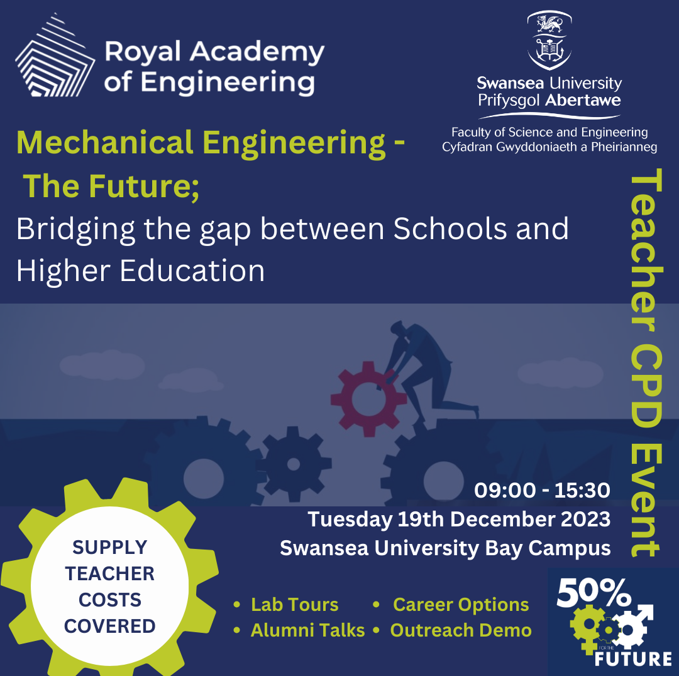 Royal Academy
of Engineering
Swansea University
Prifysgol Abertawe
Faculty of Science and Engineering
Cyfadran Gwyddoniaeth a Pheirianneg
Mechanical Engineering -
The Future;
Bridging the gap between Schools and
Higher Education
Teacher CPD Event
09:00 - 15:30
Tuesday 19th December 2023
Swansea University Bay Campus
SUPPLY
TEACHER
COSTS
COVERED
• Lab Tours
• Alumni Talks
• Career Options
• Outreach Demo
50%
FOR THE
FUTURE